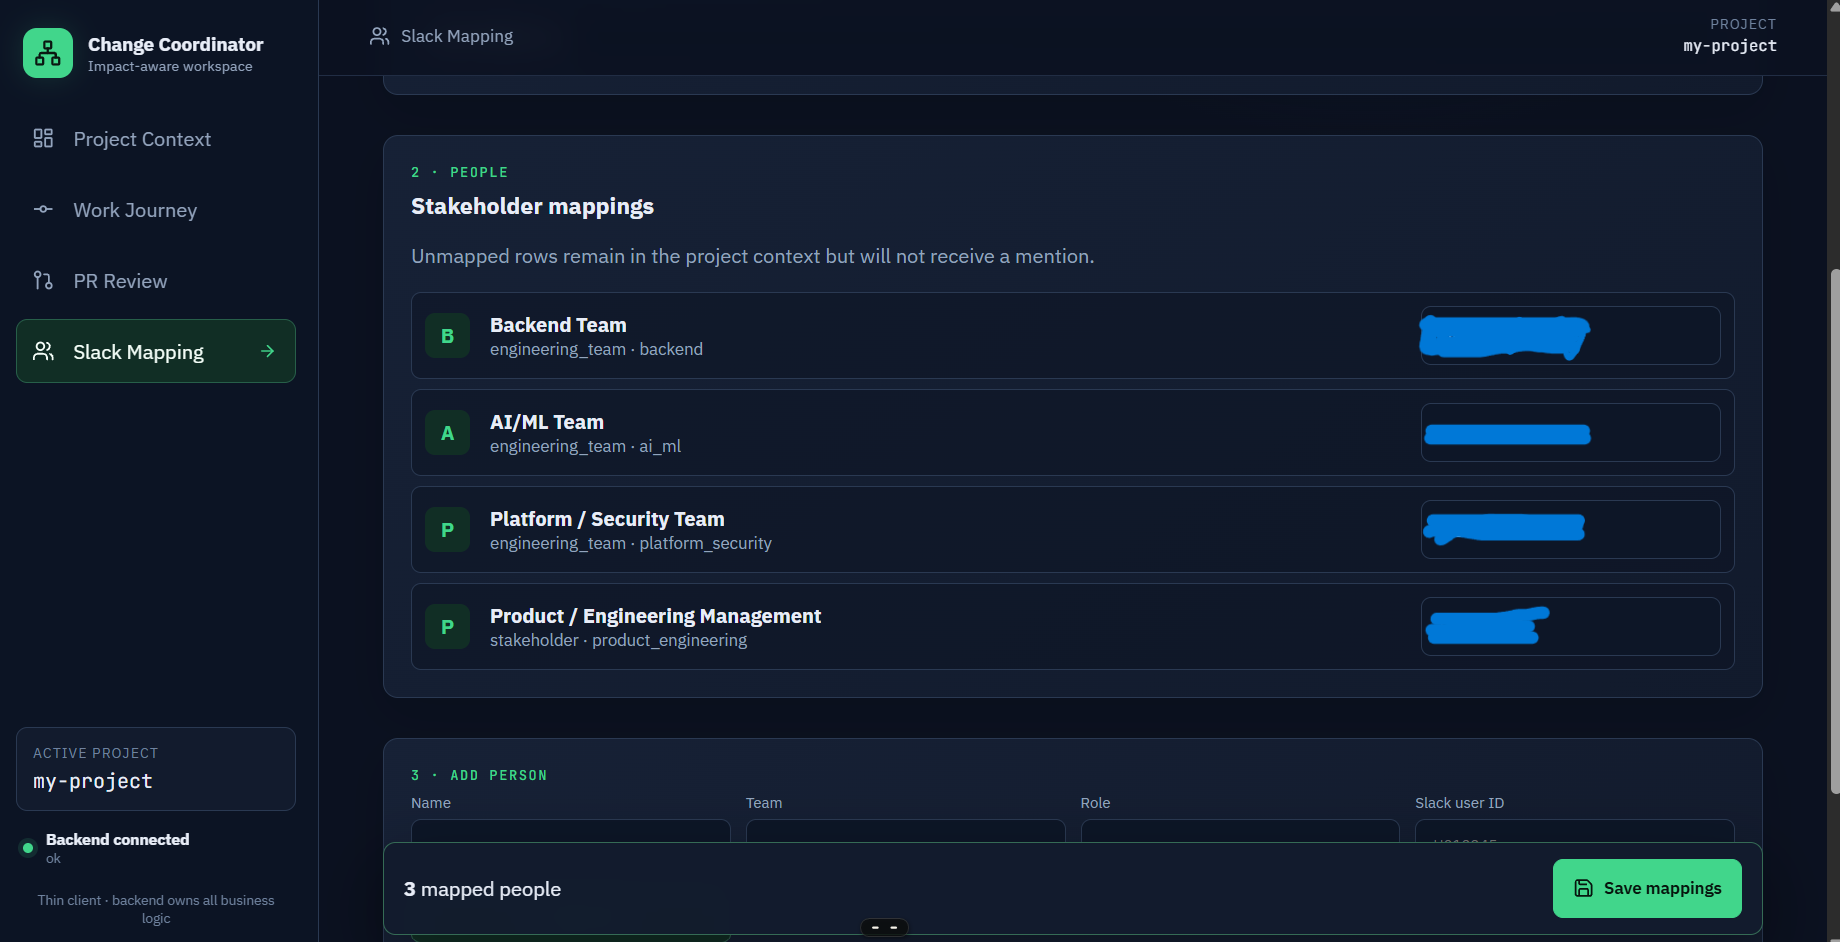 Change Coordinator
Impact-aware workspace
Project Context
Work Journey
PR Review
Slack Mapping
ACTIVE PROJECT
my-project
Backend connected
ok
Thin client · backend owns all business
logic
Slack Mapping
PROJECT
my-project
2 · PEOPLE
Stakeholder mappings
Unmapped rows remain in the project context but will not receive a mention.
B
Backend Team
engineering_team · backend
A
AI/ML Team
engineering_team · ai_ml
P
Platform / Security Team
engineering_team · platform_security
P
Product / Engineering Management
stakeholder · product_engineering
3 · ADD PERSON
Name
Team
Role
Slack user ID
3 mapped people
Save mappings